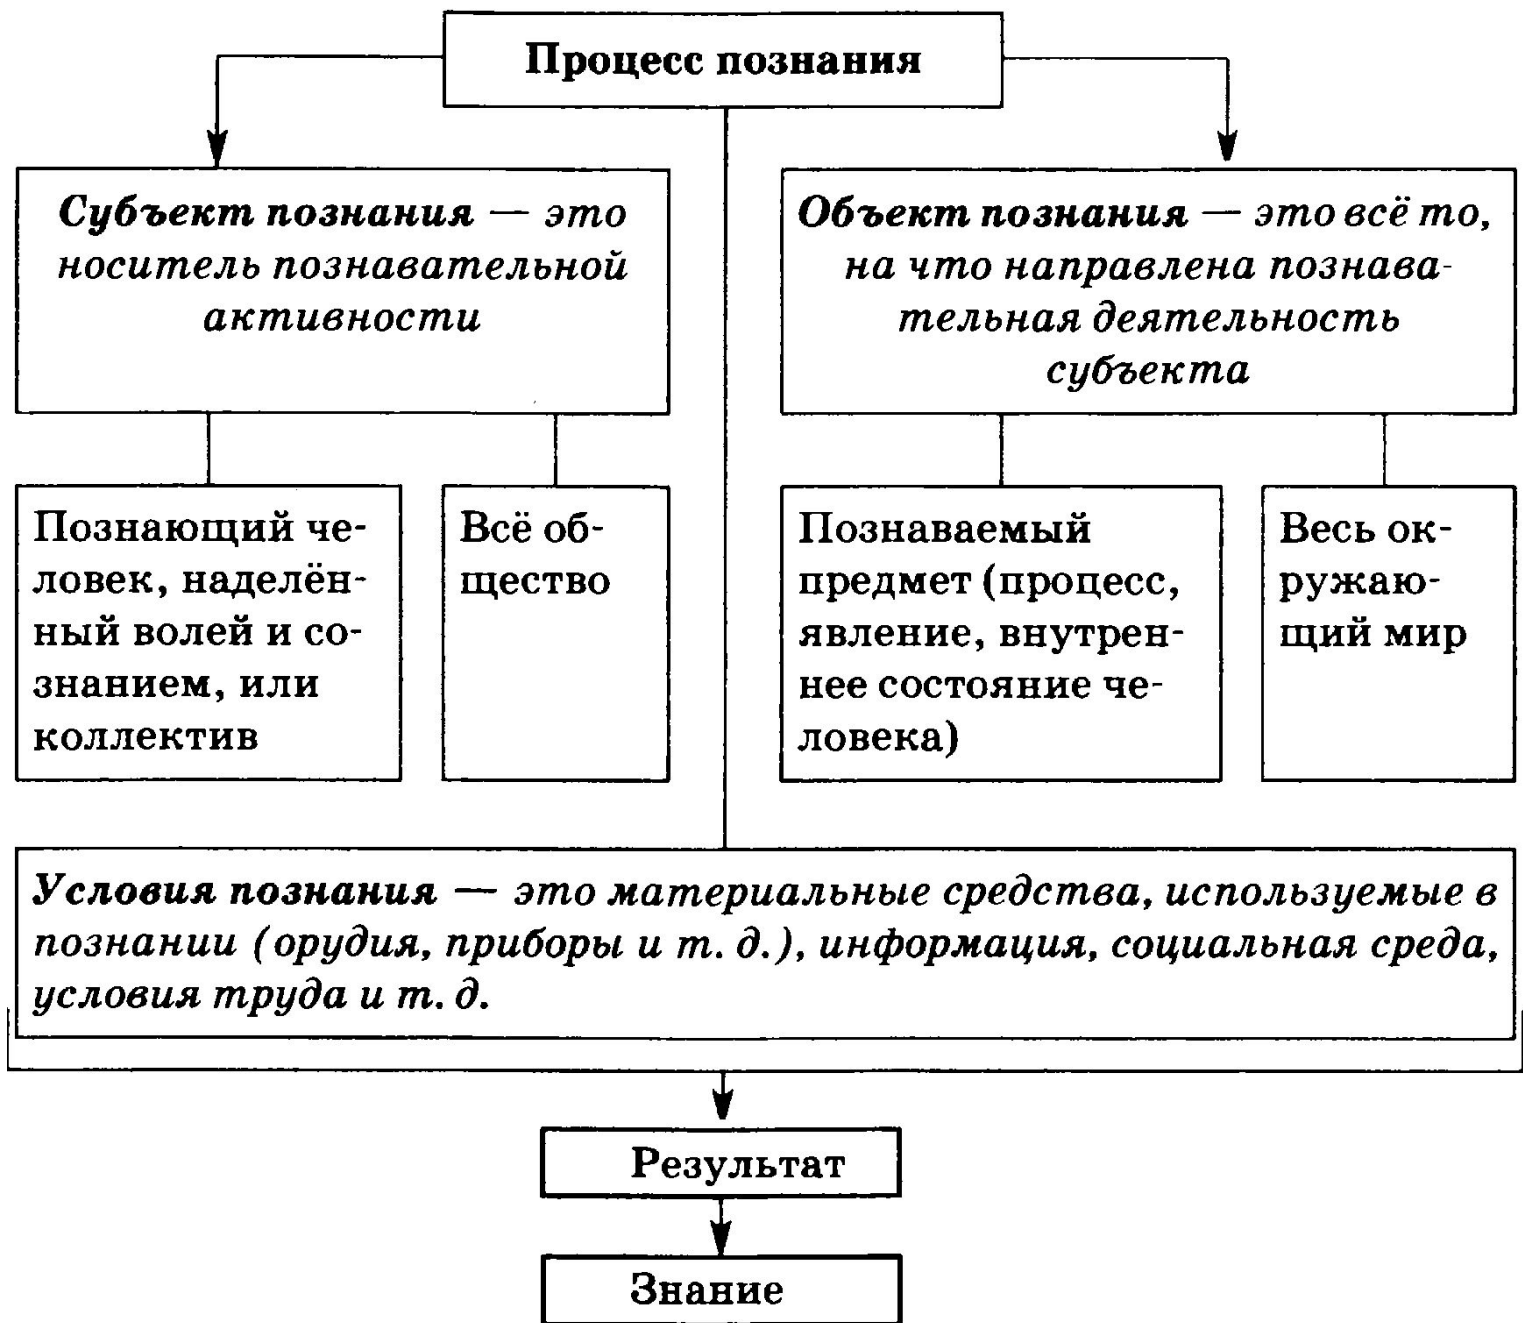 Процесс познания
Субъект познания — это
носитель познавательной
активности
Объект познания — это всё то,
на что направлена познава-
тельная деятельность
субъекта
Познающий че-
ловек, наделён-
ный волей и со-
знанием, или
коллектив
Всё об-
щество
Познаваемый
предмет (процесс,
явление, внутрен-
нее состояние че-
ловека)
Весь ок-
ружаю-
щий мир
Условия познания — это материальные средства, используемые в
познании (орудия, приборы и т. д.), информация, социальная среда,
условия труда и т. д.
Результат
Знание